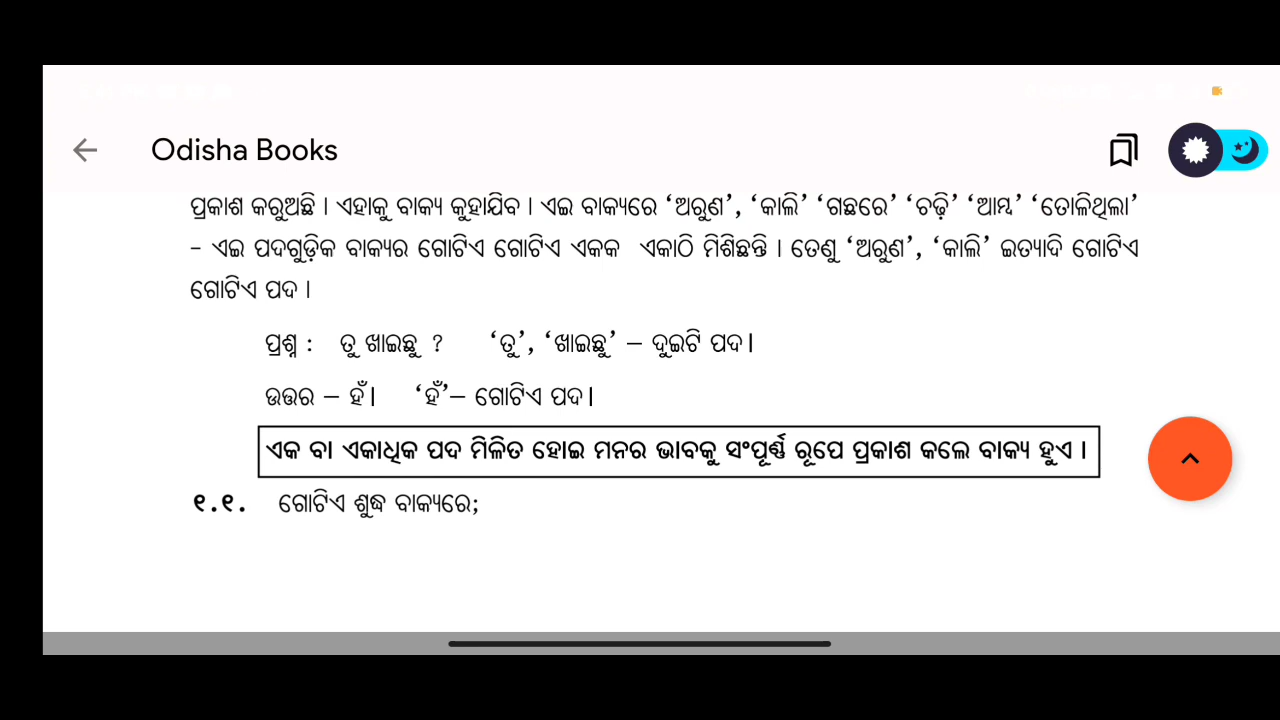 Odisha Books
ପ୍ରକାଶ କରୁଅଛି । ଏହାକୁ ବାକ୍ୟ କୁହାଯିବ । ଏଇ ବାକ୍ୟରେ ‘ଅରୁଣ’, ‘କାଲି’ ‘ଗଛରେ’ ‘ଚଢ଼ି’ ‘ଆମ୍ବ’ ‘ତୋଳିଥିଲା’
– ଏଇ ପଦଗୁଡ଼ିକ ବାକ୍ୟର ଗୋଟିଏ ଗୋଟିଏ ଏକକ ଏକାଠି ମିଶିଛନ୍ତି । ତେଣୁ ‘ଅରୁଣ’, ‘କାଲି’ ଇତ୍ୟାଦି ଗୋଟିଏ
ଗୋଟିଏ ପଦ ।
ପ୍ରଶ୍ନ : ତୁ ଖାଇଛୁ ? ‘ତୁ’, ‘ଖାଇଛୁ’ – ଦୁଇଟି ପଦ।
ଉତ୍ତର – ହଁ। ‘ହଁ’– ଗୋଟିଏ ପଦ।
ଏକ ବା ଏକାଧିକ ପଦ ମିଳିତ ହୋଇ ମନର ଭାବକୁ ସଂପୂର୍ଣ୍ଣ ରୂପେ ପ୍ରକାଶ କଲେ ବାକ୍ୟ ହୁଏ ।
୧.୧. ଗୋଟିଏ ଶୁଦ୍ଧ ବାକ୍ୟରେ;